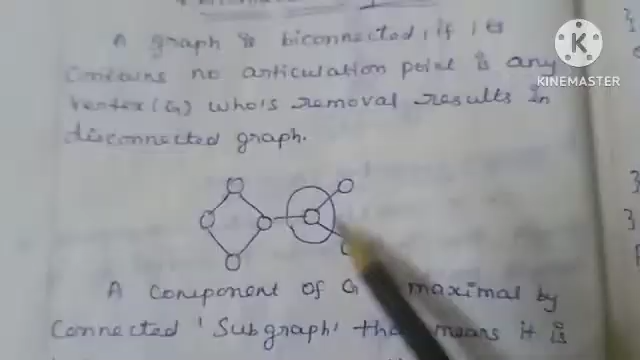 A graph is biconnected, if it
contains no articulation point is any
vertex (G) who's removal results in
disconnected graph.
A component of G maximal by
connected 'Subgraph' that means it is
K
KINEMASTER